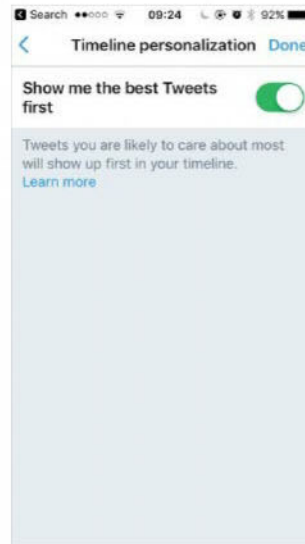 Search 09:24 92%
Timeline personalization Done
Show me the best Tweets
first
Tweets you are likely to care about most
will show up first in your timeline.
Learn more